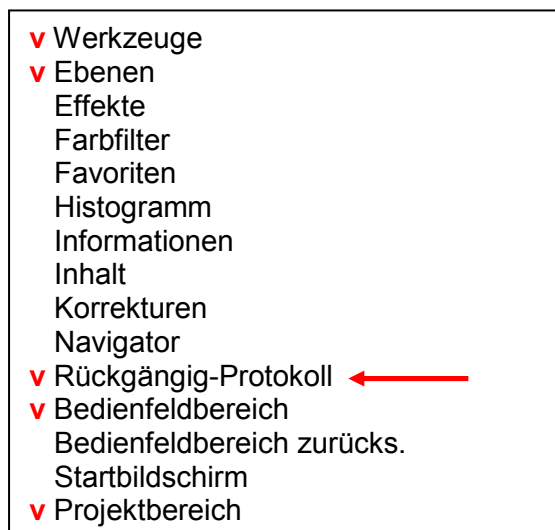 v Werkzeuge
v Ebenen
Effekte
Farbfilter
Favoriten
Histogramm
Informationen
Inhalt
Korrekturen
Navigator
v Rückgängig-Protokoll
v Bedienfeldbereich
Bedienfeldbereich zurücks.
Startbildschirm
v Projektbereich